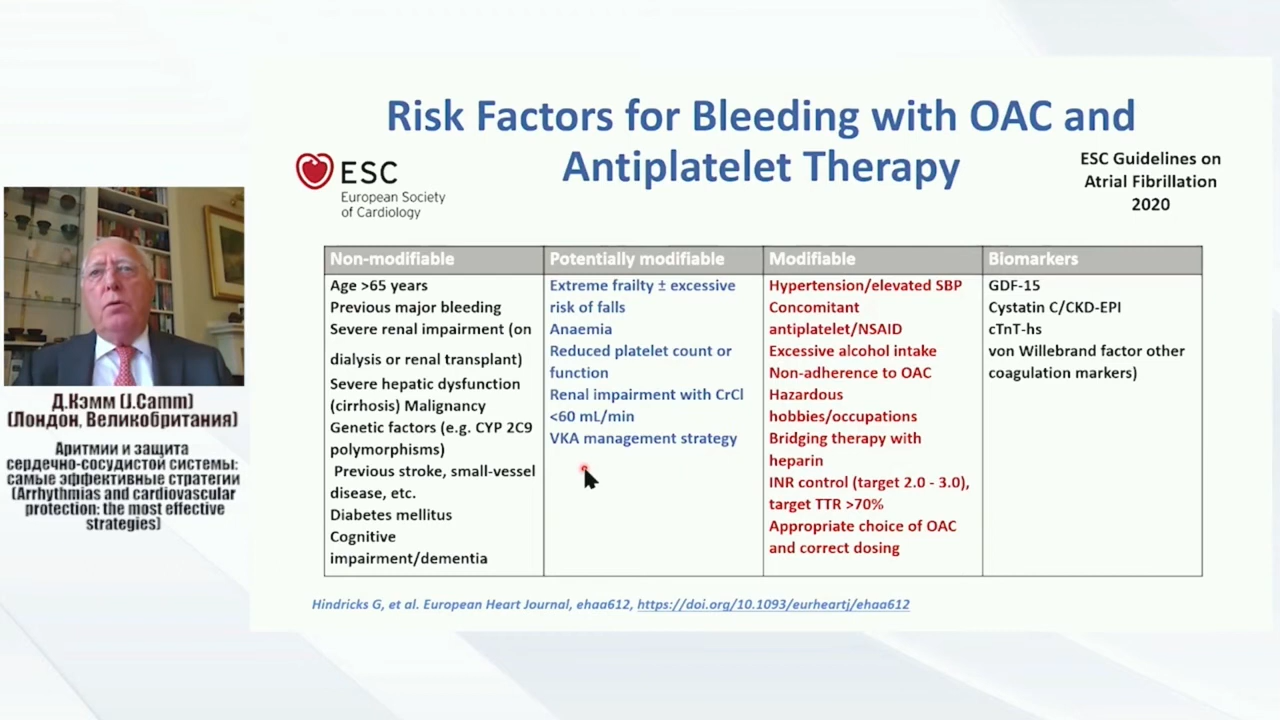 Risk Factors for Bleeding with OAC and
Antiplatelet Therapy
ESC
European Society
of Cardiology
ESC Guidelines on
Atrial Fibrillation
2020
Non-modifiable
Age >65 years
Previous major bleeding
Severe renal impairment (on
dialysis or renal transplant)
Severe hepatic dysfunction
(cirrhosis) Malignancy
Genetic factors (e.g. CYP 2C9
polymorphisms)
Previous stroke, small-vessel
disease, etc.
Diabetes mellitus
Cognitive
impairment/dementia
Potentially modifiable
Extreme frailty ± excessive
risk of falls
Anaemia
Reduced platelet count or
function
Renal impairment with CrCl
<60 mL/min
VKA management strategy
Modifiable
Hypertension/elevated SBP
Concomitant
antiplatelet/NSAID
Excessive alcohol intake
Non-adherence to OAC
Hazardous
hobbies/occupations
Bridging therapy with
heparin
INR control (target 2.0 - 3.0),
target TTR >70%
Appropriate choice of OAC
and correct dosing
Biomarkers
GDF-15
Cystatin C/CKD-EPI
cTnT-hs
von Willebrand factor other
coagulation markers)
Hindricks G, et al. European Heart Journal, ehaa612, https://doi.org/10.1093/eurheartj/ehaa612
Д.Кэмм (J.Camm)
(Лондон, Великобритания)
Аритмии и защита
сердечно-сосудистой системы:
самые эффективные стратегии
(Arrhythmias and cardiovascular
protection: the most effective
strategies)